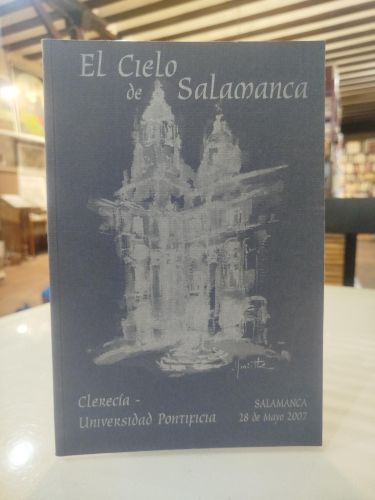 El Cielo
de Salamanca
Clerecía -
Universidad Pontificia
SALAMANCA
28 de Mayo 2007